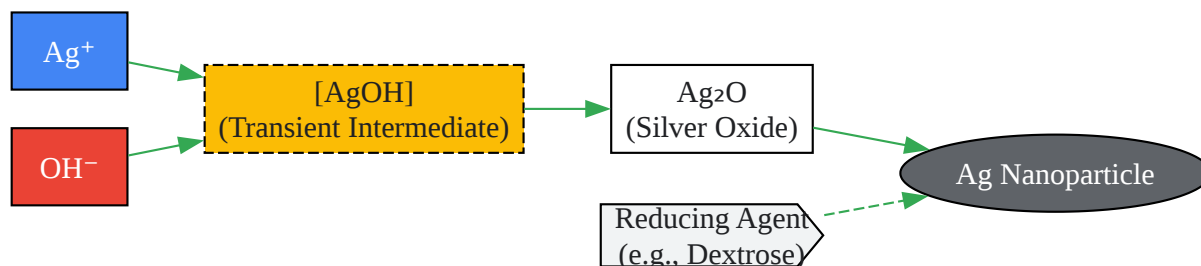 Ag⁺
OH⁻
[AgOH]
(Transient Intermediate)
Ag₂O
(Silver Oxide)
Reducing Agent
(e.g., Dextrose)
Ag Nanoparticle